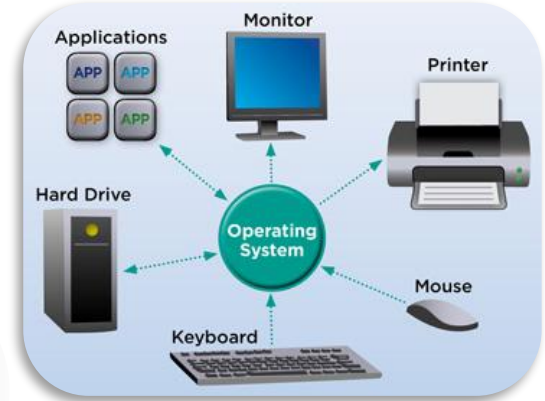 Monitor
Applications
Printer
APP APP
APP APP
Hard Drive
Operating
System
Mouse
Keyboard